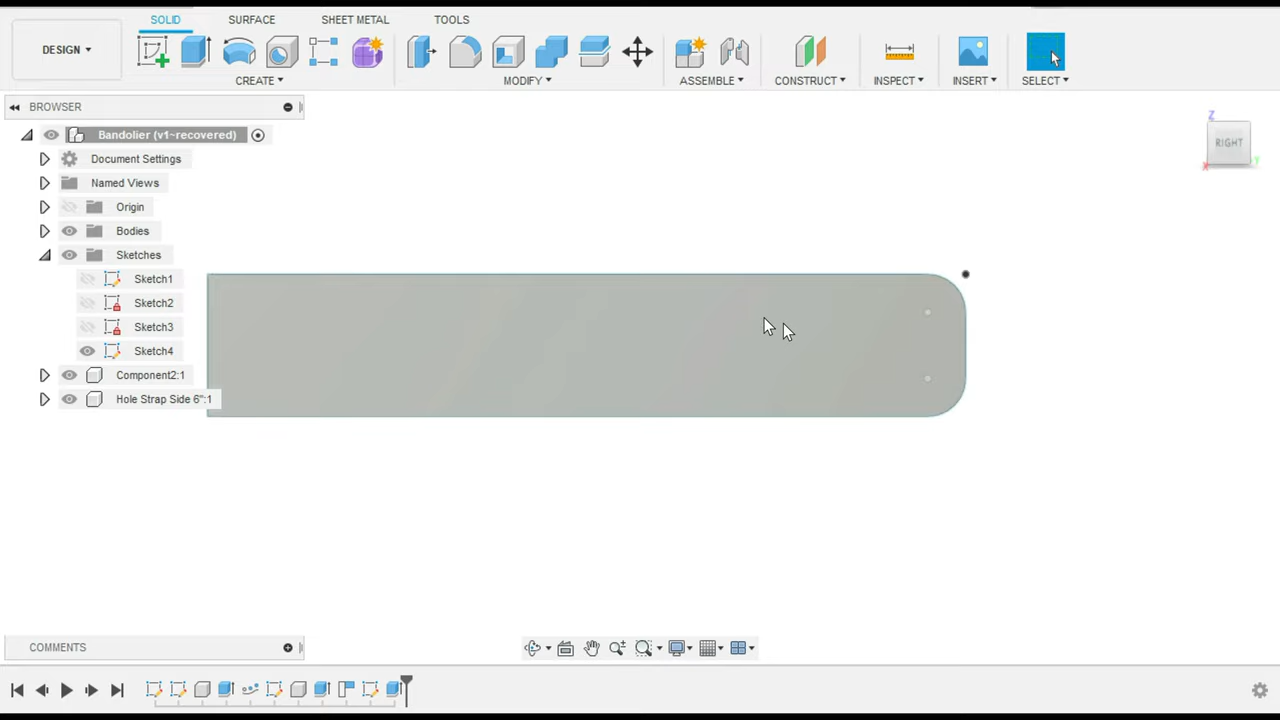 SOLID SURFACE SHEET METAL TOOLS
DESIGN
CREATE MODIFY ASSEMBLE CONSTRUCT INSPECT INSERT SELECT
BROWSER
Bandolier (v1~recovered)
Document Settings
Named Views
Origin
Bodies
Sketches
Sketch1
Sketch2
Sketch3
Sketch4
Component2:1
Hole Strap Side 6":1
Z
RIGHT
X
Y
COMMENTS